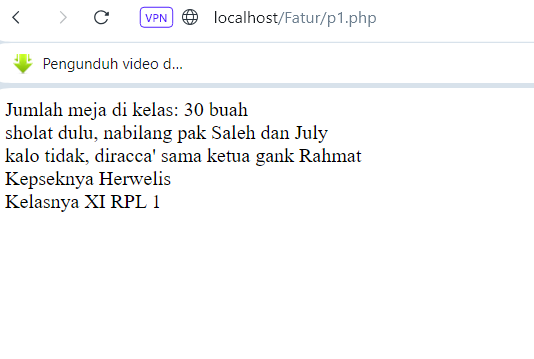 VPN
localhost/Fatur/p1.php
Pengunduh video d...
Jumlah meja di kelas: 30 buah
sholat dulu, nabilang pak Saleh dan July
kalo tidak, diracca' sama ketua gank Rahmat
Kepseknya Herwelis
Kelasnya XI RPL 1